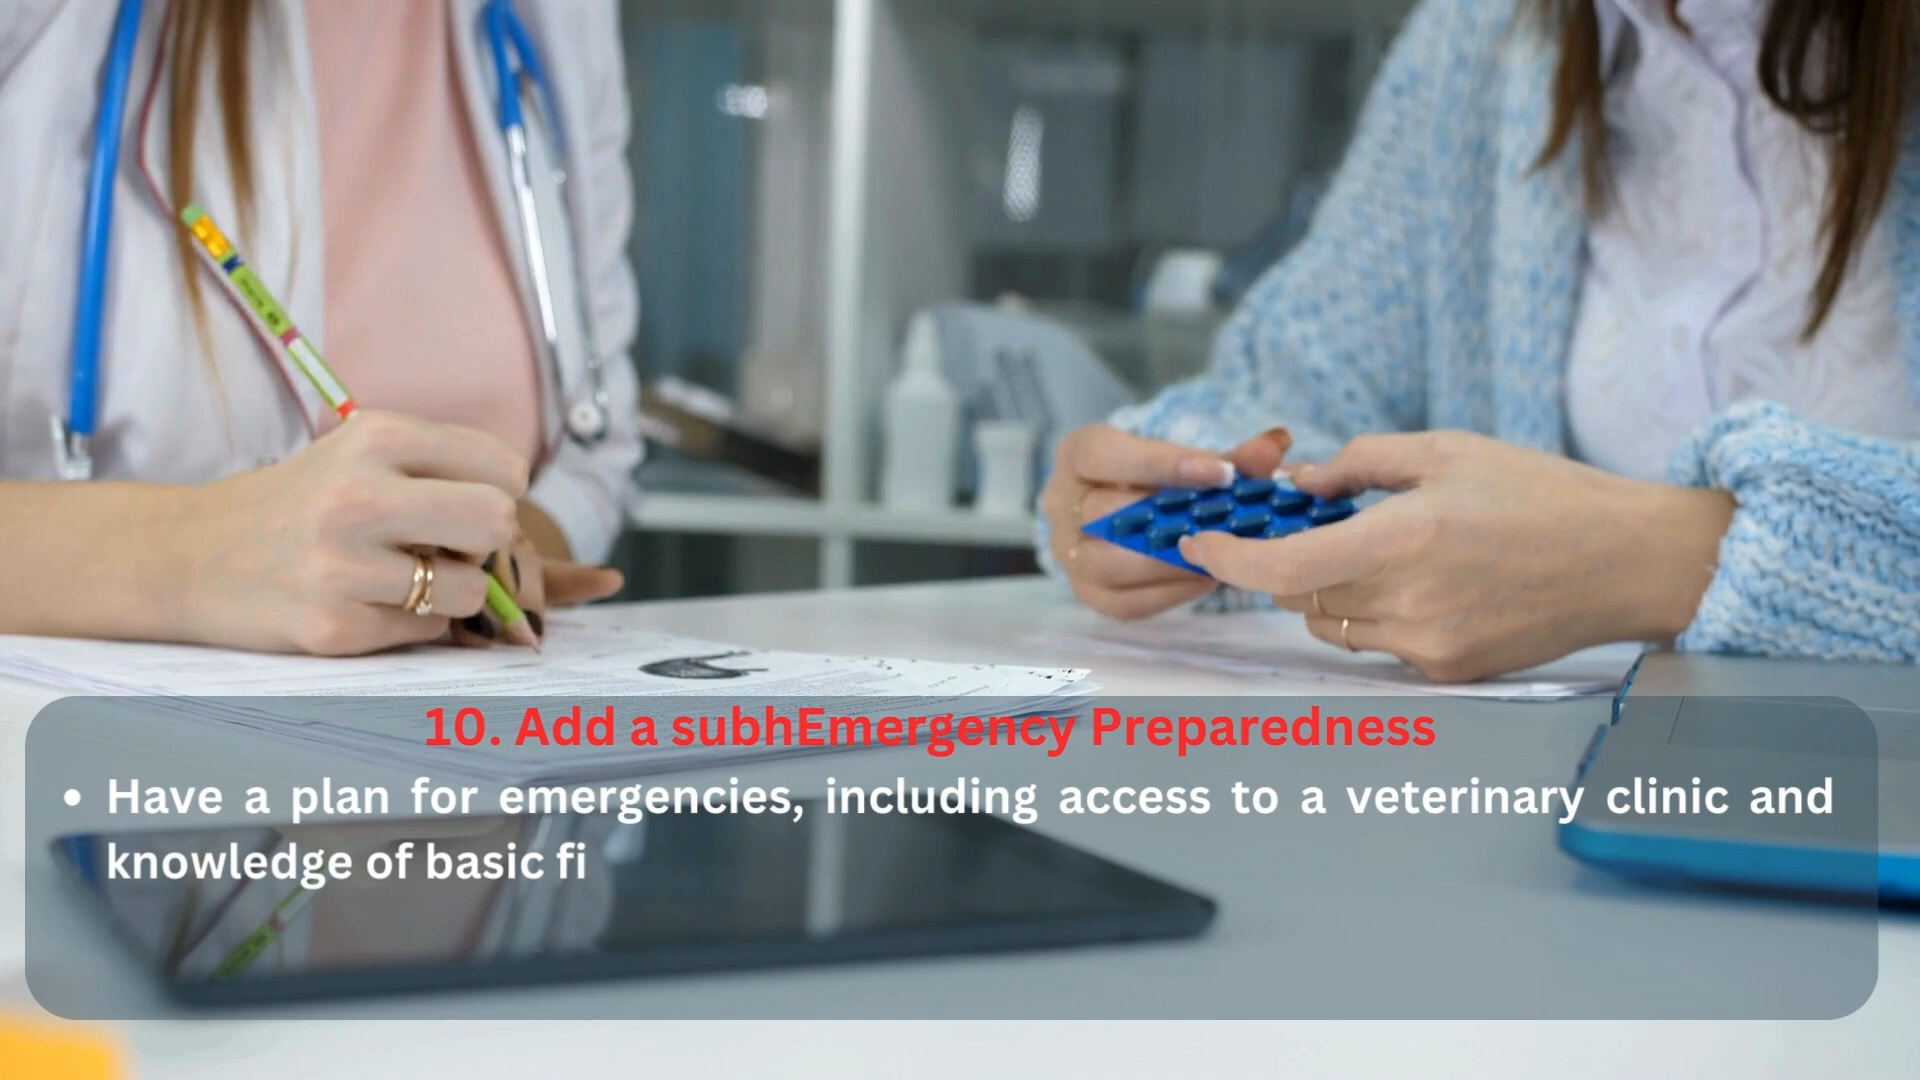 10. Add a subhEmergency Preparedness
• Have a plan for emergencies, including access to a veterinary clinic and
knowledge of basic fi